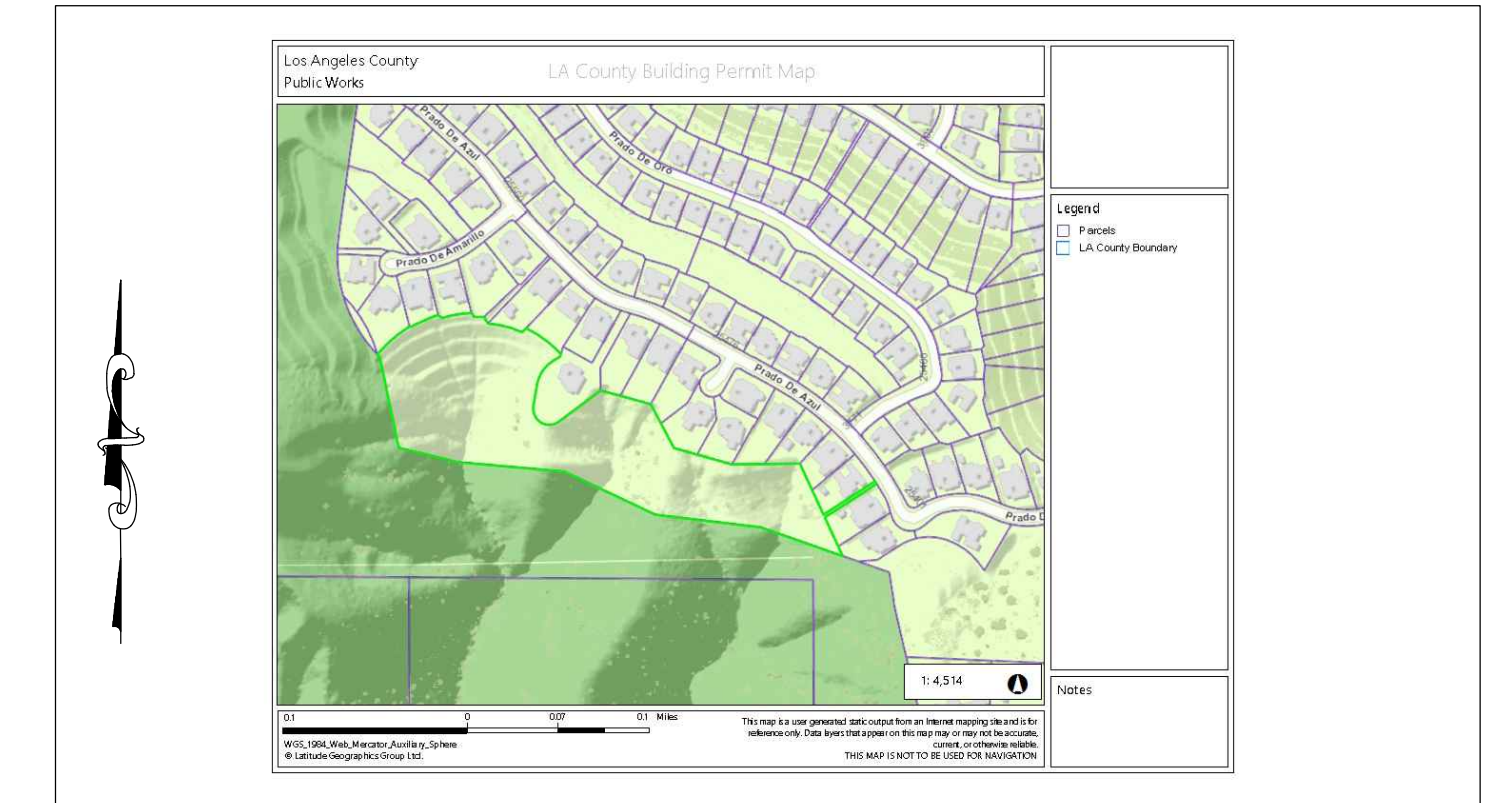 Los Angeles County
Public Works
LA County Building Permit Map
Prado De Azul
Prado De Oro
Prado De Amarillo
Prado De Azul
Prado D
1: 4,514
Legend
Parcels
LA County Boundary
Notes
0.1 0 0.07 0.1 Miles
WGS_1984_Web_Mercator_Auxiliary_Sphere
© Latitude Geographics Group Ltd.
This map is a user generated static output from an Internet mapping site and is for
reference only. Data layers that appear on this map may or may not be accurate,
current, or otherwise reliable.
THIS MAP IS NOT TO BE USED FOR NAVIGATION